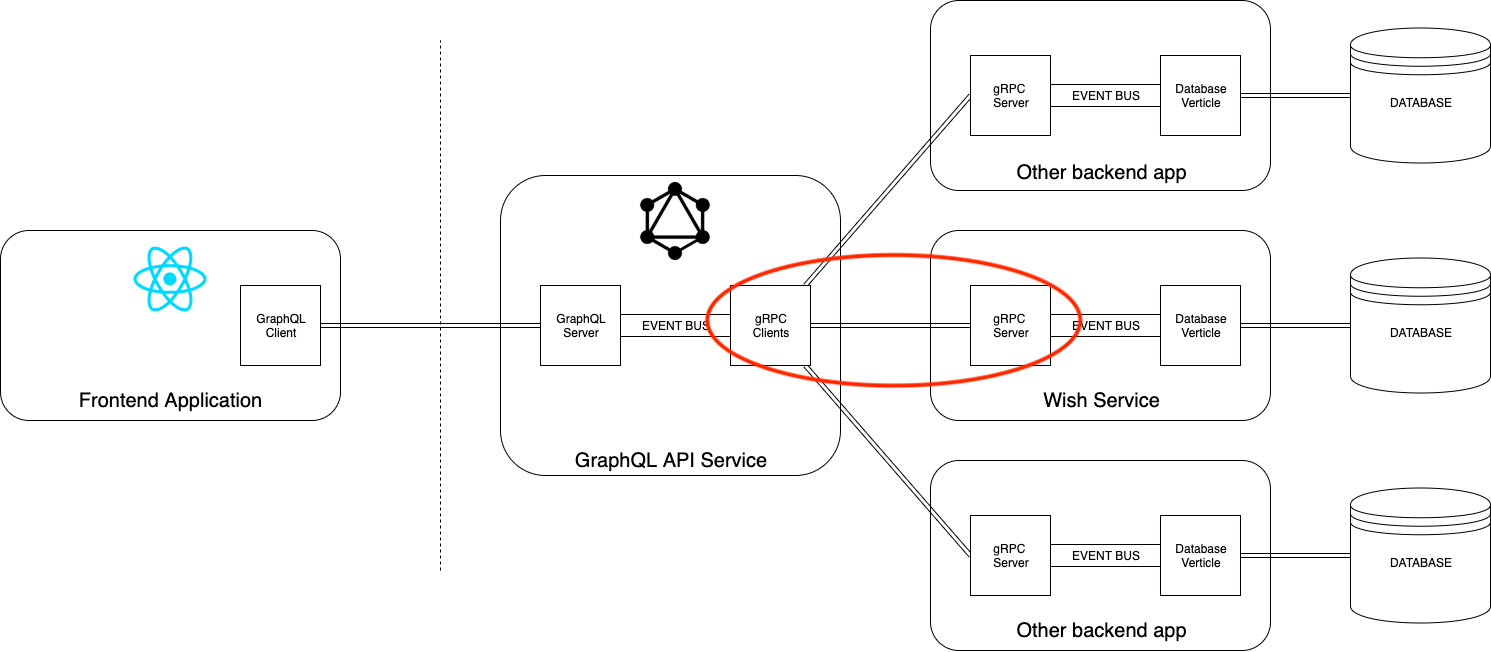 GraphQL
Client
Frontend Application
GraphQL
Server
EVENT BUS
gRPC
Clients
GraphQL API Service
gRPC
Server
EVENT BUS
Database
Verticle
Other backend app
DATABASE
gRPC
Server
EVENT BUS
Database
Verticle
Wish Service
DATABASE
gRPC
Server
EVENT BUS
Database
Verticle
Other backend app
DATABASE